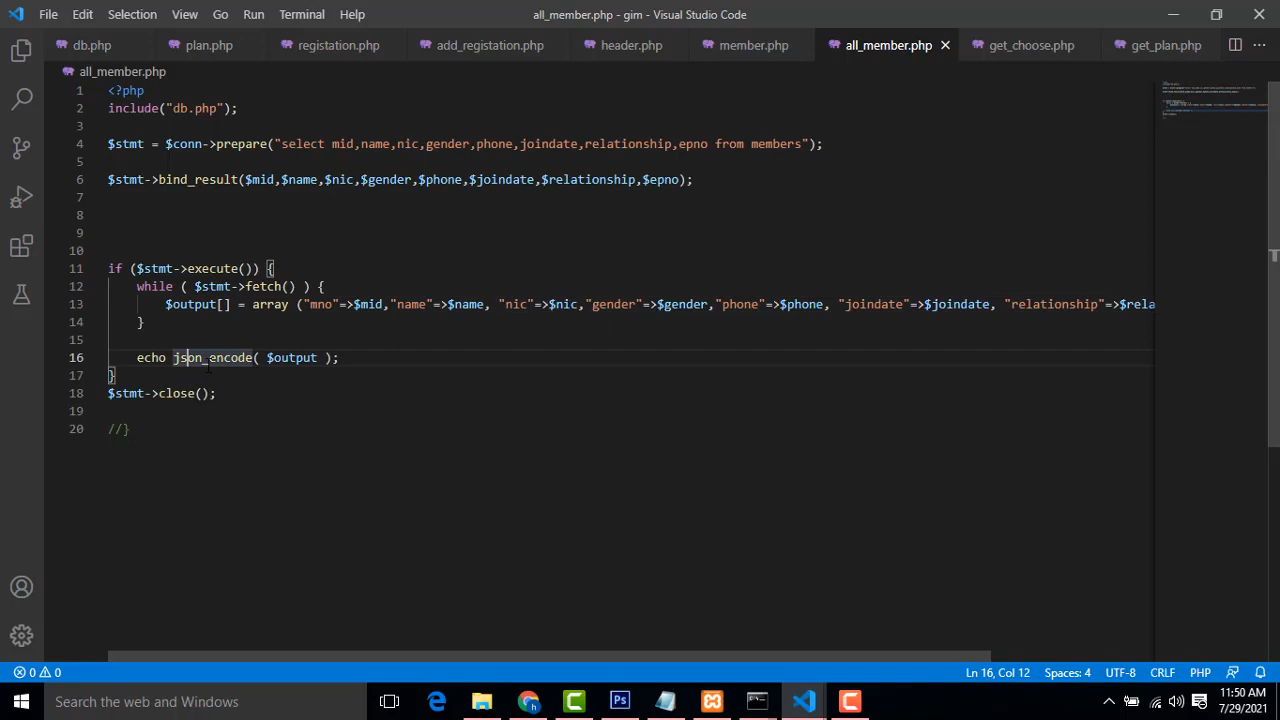 File Edit Selection View Go Run Terminal Help all_member.php - gim - Visual Studio Code
db.php plan.php registation.php add_registation.php header.php member.php all_member.php get_choose.php get_plan.php
all_member.php
1 <?php
2 include("db.php");
3
4 $stmt = $conn->prepare("select mid,name,nic,gender,phone,joindate,relationship,epno from members");
5
6 $stmt->bind_result($mid,$name,$nic,$gender,$phone,$joindate,$relationship,$epno);
7
8
9
10
11 if ($stmt->execute()) {
12 while ( $stmt->fetch() ) {
13 $output[] = array ("mno"=>$mid,"name"=>$name, "nic"=>$nic,"gender"=>$gender,"phone"=>$phone, "joindate"=>$joindate, "relationship"=>$rela
14 }
15
16 echo json_encode( $output );
17 }
18 $stmt->close();
19
20 //}
0 0 Ln 16, Col 12 Spaces: 4 UTF-8 CRLF PHP
Search the web and Windows
11:50 AM
7/29/2021